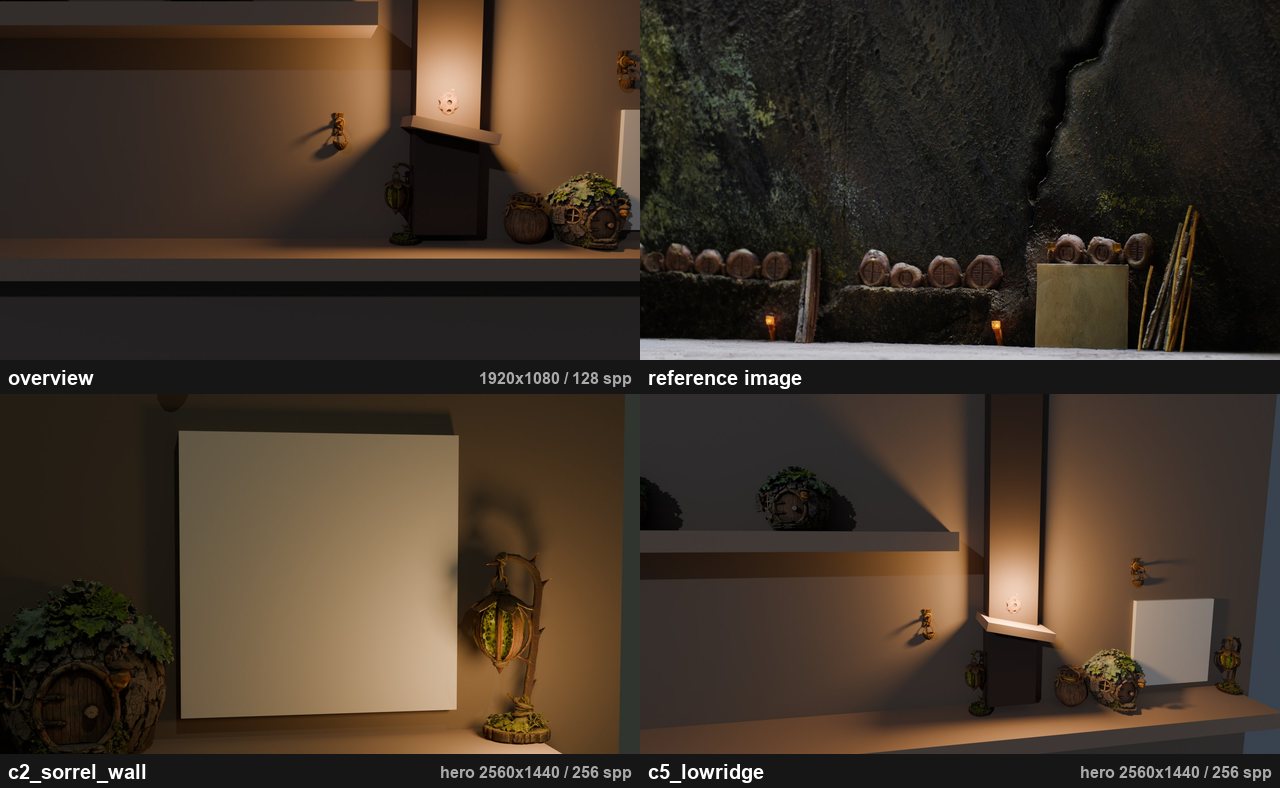 overview
1920x1080 / 128 spp
reference image
c2_sorrel_wall
hero 2560x1440 / 256 spp
c5_lowridge
hero 2560x1440 / 256 spp